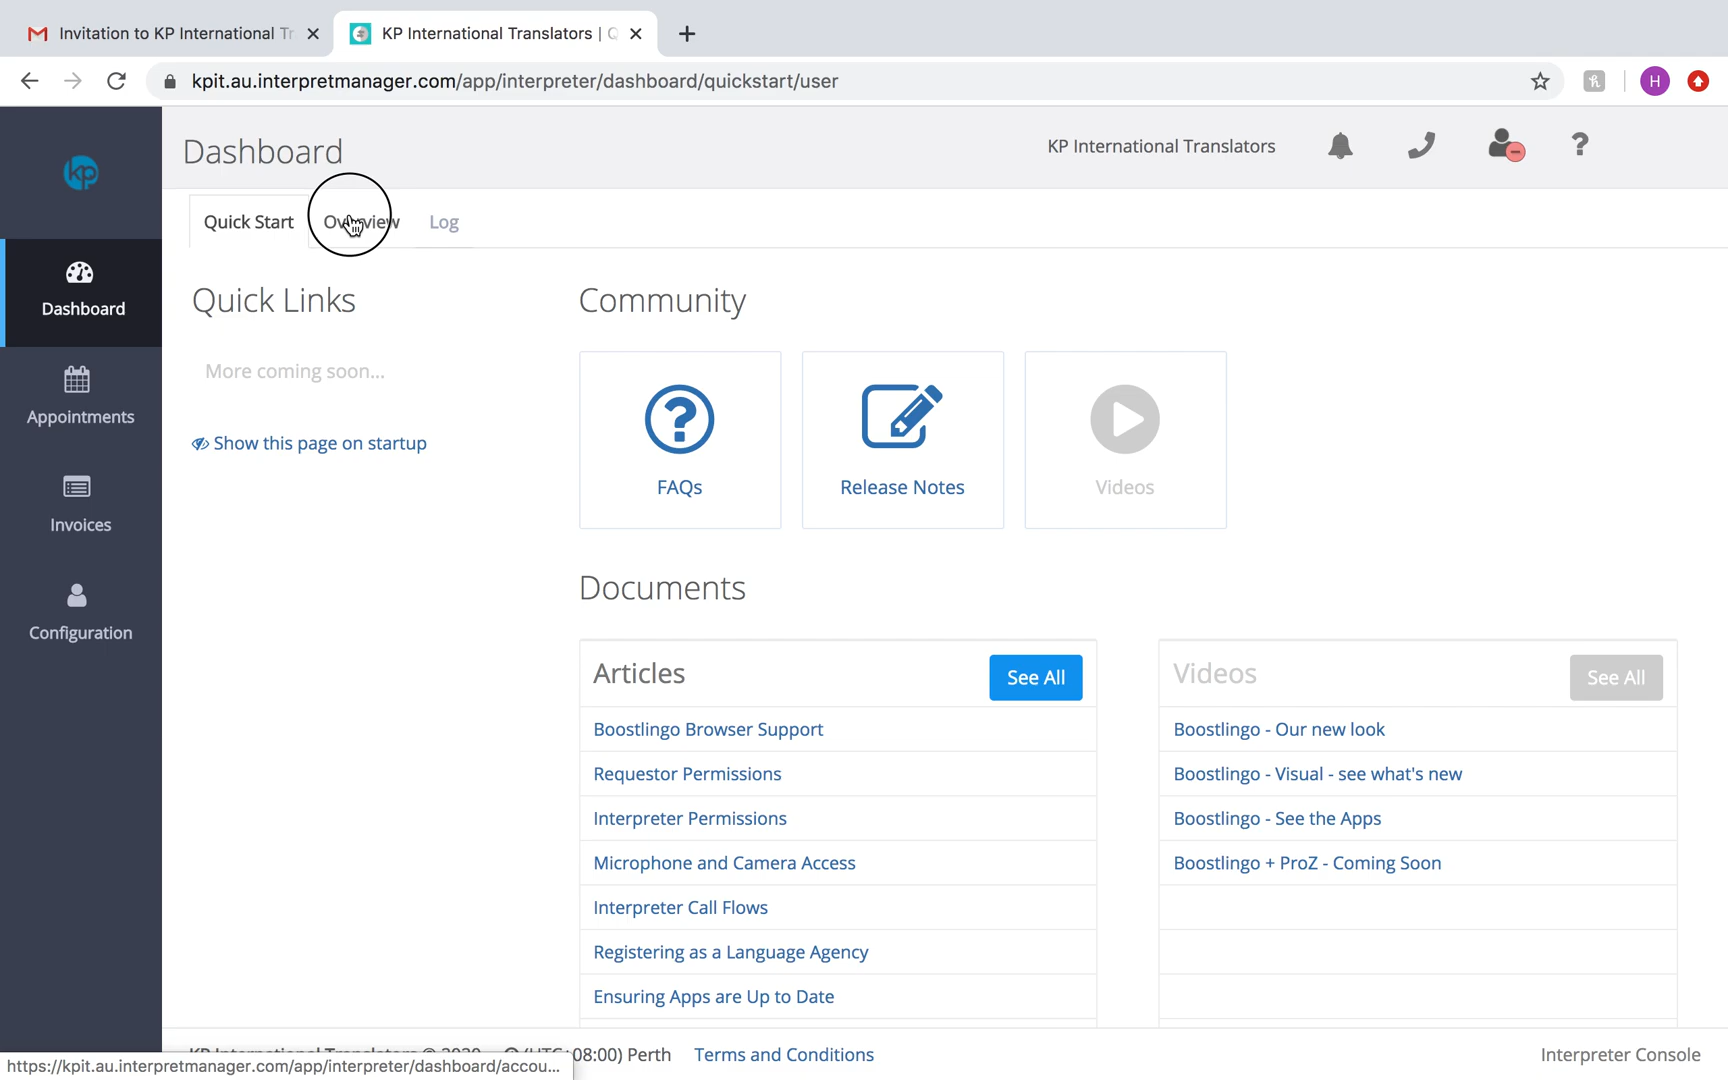 Invitation to KP International Tr
KP International Translators | Q
kpit.au.interpretmanager.com/app/interpreter/dashboard/quickstart/user
H
kp
Dashboard
KP International Translators
?
Quick Start
Overview
Log
Dashboard
Appointments
Invoices
Configuration
Quick Links
More coming soon...
Show this page on startup
Community
?
FAQs
Release Notes
Videos
Documents
Articles
See All
Boostlingo Browser Support
Requestor Permissions
Interpreter Permissions
Microphone and Camera Access
Interpreter Call Flows
Registering as a Language Agency
Ensuring Apps are Up to Date
Videos
See All
Boostlingo - Our new look
Boostlingo - Visual - see what's new
Boostlingo - See the Apps
Boostlingo + ProZ - Coming Soon
08:00) Perth
Terms and Conditions
Interpreter Console
https://kpit.au.interpretmanager.com/app/interpreter/dashboard/accou...